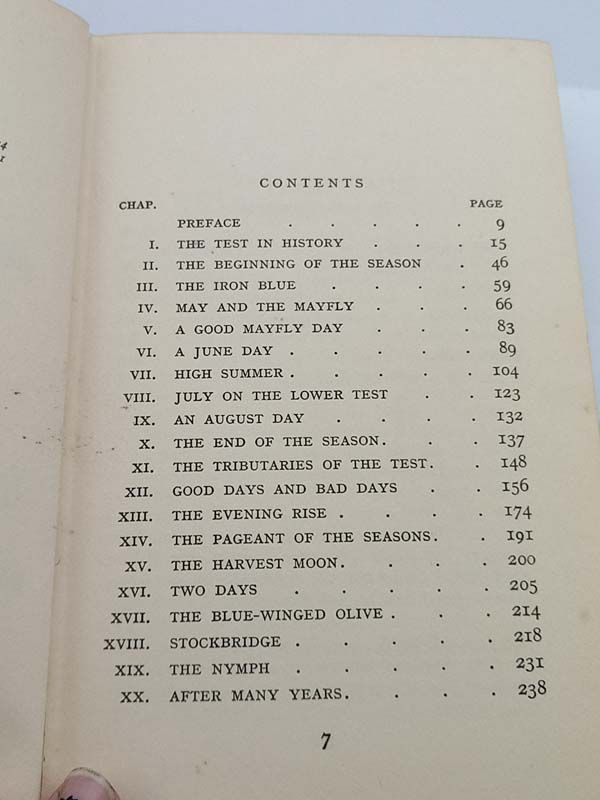 4
1
CONTENTS
CHAP. PAGE
PREFACE . . . . . 9
I. THE TEST IN HISTORY . . . 15
II. THE BEGINNING OF THE SEASON . 46
III. THE IRON BLUE . . . . 59
IV. MAY AND THE MAYFLY . . . 66
V. A GOOD MAYFLY DAY . . . 83
VI. A JUNE DAY . . . . . 89
VII. HIGH SUMMER . . . . . 104
VIII. JULY ON THE LOWER TEST . . 123
IX. AN AUGUST DAY . . . . 132
X. THE END OF THE SEASON . . . 137
XI. THE TRIBUTARIES OF THE TEST . . 148
XII. GOOD DAYS AND BAD DAYS . . 156
XIII. THE EVENING RISE . . . . 174
XIV. THE PAGEANT OF THE SEASONS . . 191
XV. THE HARVEST MOON . . . . 200
XVI. TWO DAYS . . . . . 205
XVII. THE BLUE-WINGED OLIVE . . . 214
XVIII. STOCKBRIDGE . . . . . 218
XIX. THE NYMPH . . . . . 231
XX. AFTER MANY YEARS . . . . 238
7